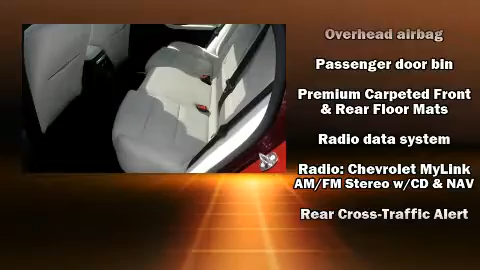 Overhead airbag
Passenger door bin
Premium Carpeted Front
& Rear Floor Mats
Radio data system
Radio: Chevrolet MyLink
AM/FM Stereo w/CD & NAV
Rear Cross-Traffic Alert